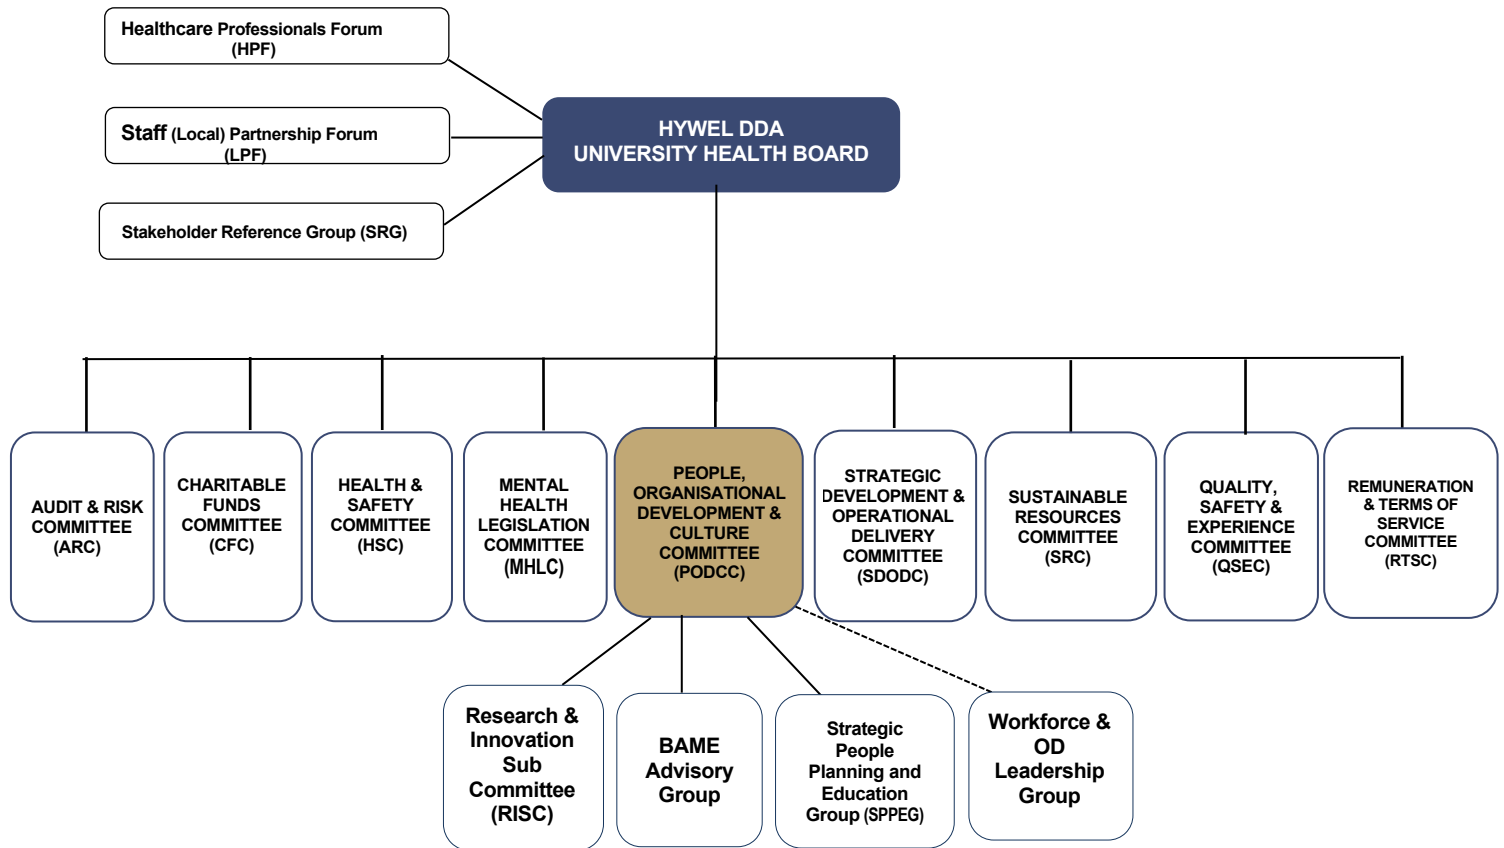 Healthcare Professionals Forum
(HPF)
Staff (Local) Partnership Forum
(LPF)
Stakeholder Reference Group (SRG)
HYWEL DDA
UNIVERSITY HEALTH BOARD
AUDIT & RISK
COMMITTEE
(ARC)
CHARITABLE
FUNDS
COMMITTEE
(CFC)
HEALTH &
SAFETY
COMMITTEE
(HSC)
MENTAL
HEALTH
LEGISLATION
COMMITTEE
(MHLC)
PEOPLE,
ORGANISATIONAL
DEVELOPMENT &
CULTURE
COMMITTEE
(PODCC)
STRATEGIC
DEVELOPMENT &
OPERATIONAL
DELIVERY
COMMITTEE
(SDODC)
SUSTAINABLE
RESOURCES
COMMITTEE
(SRC)
QUALITY,
SAFETY &
EXPERIENCE
COMMITTEE
(QSEC)
REMUNERATION
& TERMS OF
SERVICE
COMMITTEE
(RTSC)
Research &
Innovation
Sub
Committee
(RISC)
BAME
Advisory
Group
Strategic
People
Planning and
Education
Group (SPPEG)
Workforce &
OD
Leadership
Group